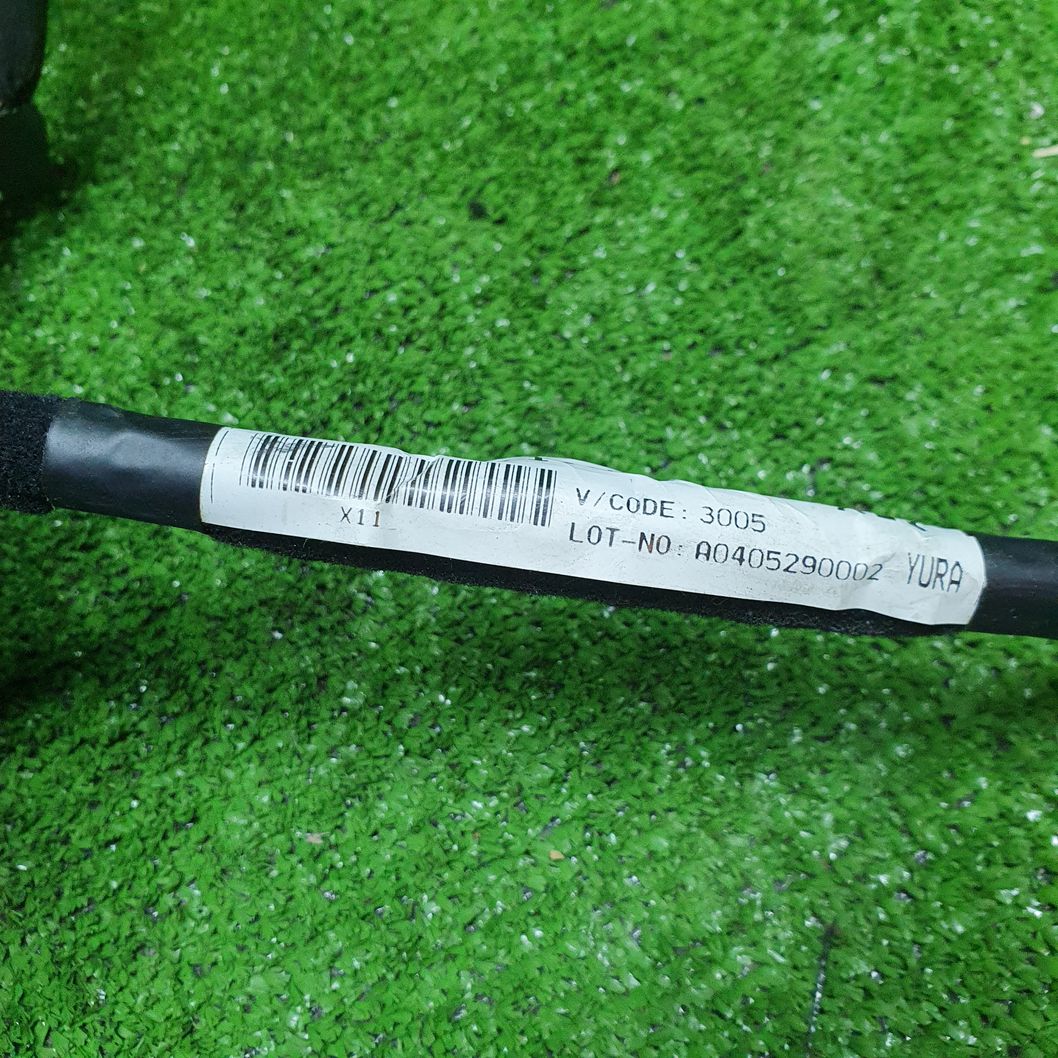 X11
V/CODE: 3005
LOT-NO: A0405290002 YURA